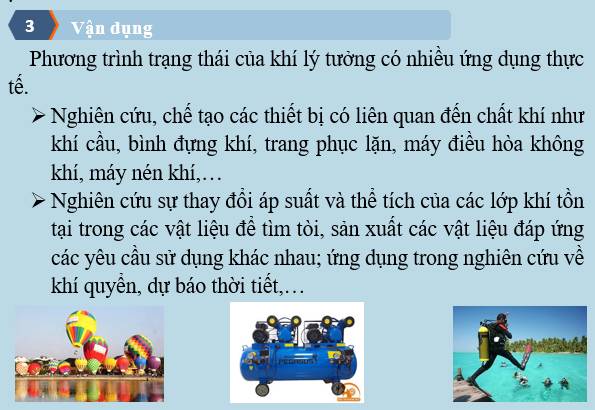 3 Vận dụng
Phương trình trạng thái của khí lý tưởng có nhiều ứng dụng thực
tế.
➢ Nghiên cứu, chế tạo các thiết bị có liên quan đến chất khí như
khí cầu, bình đựng khí, trang phục lặn, máy điều hòa không
khí, máy nén khí,…
➢ Nghiên cứu sự thay đổi áp suất và thể tích của các lớp khí tồn
tại trong các vật liệu để tìm tòi, sản xuất các vật liệu đáp ứng
các yêu cầu sử dụng khác nhau; ứng dụng trong nghiên cứu về
khí quyển, dự báo thời tiết,…
PEGASUS